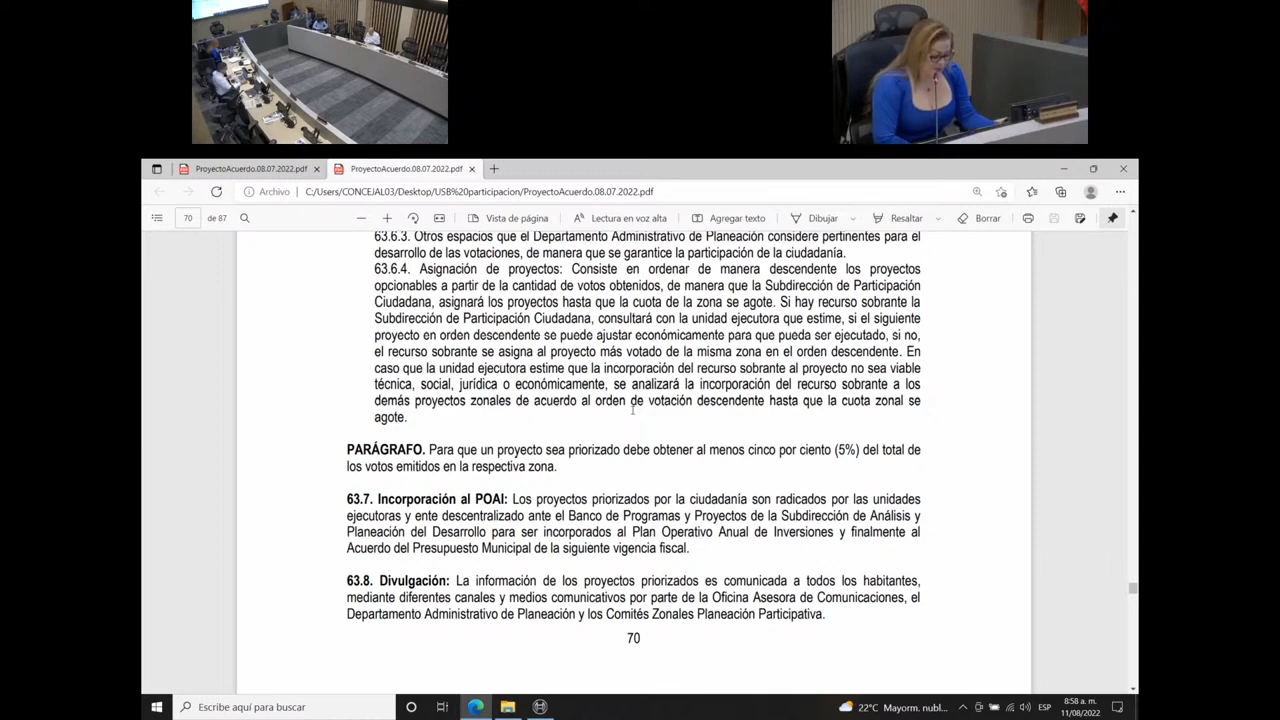 ProyectoAcuerdo.08.07.2022.pdf
ProyectoAcuerdo.08.07.2022.pdf
Archivo
C:/Users/CONCEJAL03/Desktop/USB%20participacion/ProyectoAcuerdo.08.07.2022.pdf
70 de 87
Vista de página
Lectura en voz alta
Agregar texto
Dibujar
Resaltar
Borrar
63.6.3. Otros espacios que el Departamento Administrativo de Planeación considere pertinentes para el
desarrollo de las votaciones, de manera que se garantice la participación de la ciudadanía.
63.6.4. Asignación de proyectos: Consiste en ordenar de manera descendente los proyectos
opcionables a partir de la cantidad de votos obtenidos, de manera que la Subdirección de Participación
Ciudadana, asignará los proyectos hasta que la cuota de la zona se agote. Si hay recurso sobrante la
Subdirección de Participación Ciudadana, consultará con la unidad ejecutora que estime, si el siguiente
proyecto en orden descendente se puede ajustar económicamente para que pueda ser ejecutado, si no,
el recurso sobrante se asigna al proyecto más votado de la misma zona en el orden descendente. En
caso que la unidad ejecutora estime que la incorporación del recurso sobrante al proyecto no sea viable
técnica, social, jurídica o económicamente, se analizará la incorporación del recurso sobrante a los
demás proyectos zonales de acuerdo al orden de votación descendente hasta que la cuota zonal se
agote.
PARÁGRAFO. Para que un proyecto sea priorizado debe obtener al menos cinco por ciento (5%) del total de
los votos emitidos en la respectiva zona.
63.7. Incorporación al POAI: Los proyectos priorizados por la ciudadanía son radicados por las unidades
ejecutoras y ente descentralizado ante el Banco de Programas y Proyectos de la Subdirección de Análisis y
Planeación del Desarrollo para ser incorporados al Plan Operativo Anual de Inversiones y finalmente al
Acuerdo del Presupuesto Municipal de la siguiente vigencia fiscal.
63.8. Divulgación: La información de los proyectos priorizados es comunicada a todos los habitantes,
mediante diferentes canales y medios comunicativos por parte de la Oficina Asesora de Comunicaciones, el
Departamento Administrativo de Planeación y los Comités Zonales Planeación Participativa.
70
Escribe aquí para buscar
22°C Mayorm. nubl...
ESP
8:58 a. m.
11/08/2022